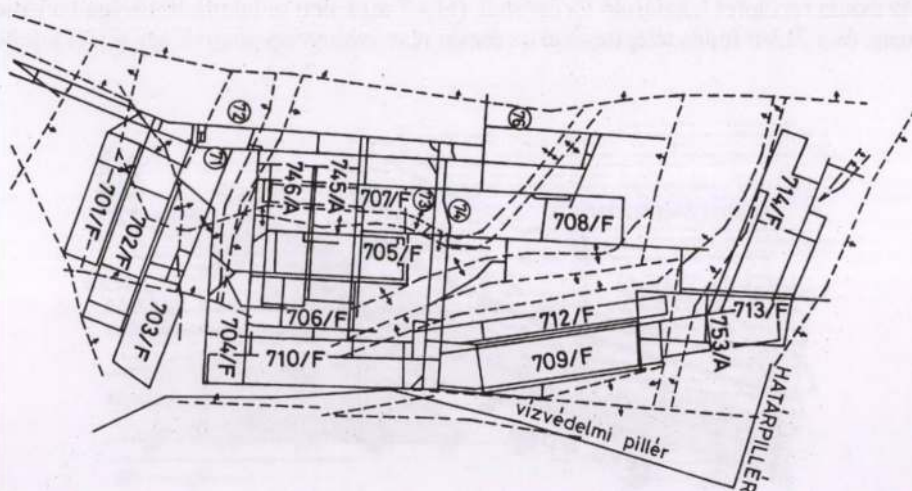 72
76
71
701/F
702/F
703/F
746/A
745/A
707/F
73
74
708/F
714/F
705/F
706/F
704/F
710/F
712/F
709/F
713/F
753/A
vízvédelmi pillér
HATÁRPILLÉR